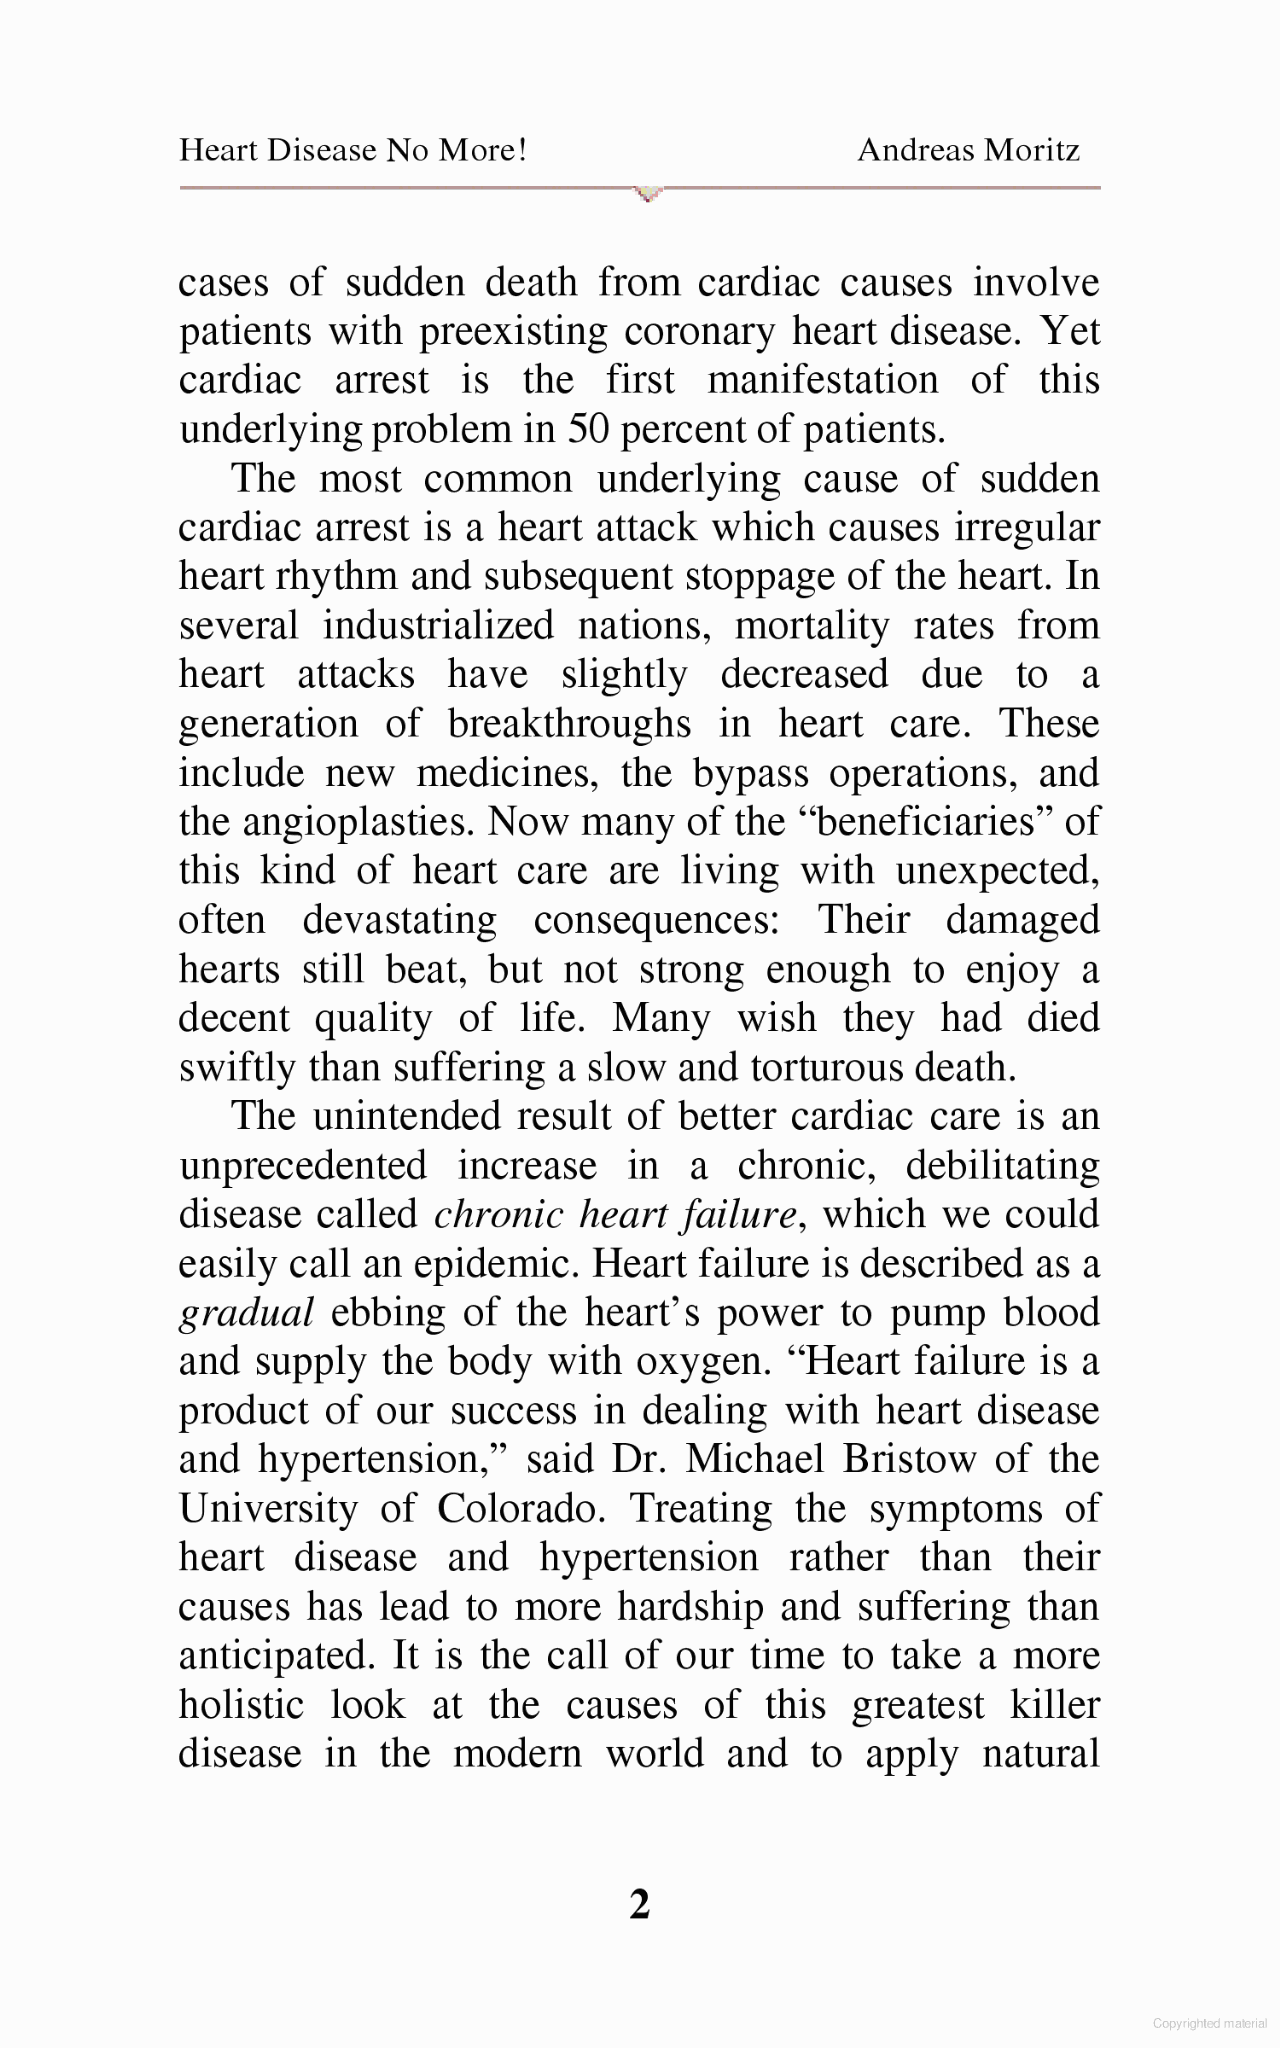 Heart Disease No More! Andreas Moritz
cases of sudden death from cardiac causes involve
patients with preexisting coronary heart disease. Yet
cardiac arrest is the first manifestation of this
underlying problem in 50 percent of patients.
The most common underlying cause of sudden
cardiac arrest is a heart attack which causes irregular
heart rhythm and subsequent stoppage of the heart. In
several industrialized nations, mortality rates from
heart attacks have slightly decreased due to a
generation of breakthroughs in heart care. These
include new medicines, the bypass operations, and
the angioplasties. Now many of the “beneficiaries” of
this kind of heart care are living with unexpected,
often devastating consequences: Their damaged
hearts still beat, but not strong enough to enjoy a
decent quality of life. Many wish they had died
swiftly than suffering a slow and torturous death.
The unintended result of better cardiac care is an
unprecedented increase in a chronic, debilitating
disease called chronic heart failure, which we could
easily call an epidemic. Heart failure is described as a
gradual ebbing of the heart’s power to pump blood
and supply the body with oxygen. “Heart failure is a
product of our success in dealing with heart disease
and hypertension,” said Dr. Michael Bristow of the
University of Colorado. Treating the symptoms of
heart disease and hypertension rather than their
causes has lead to more hardship and suffering than
anticipated. It is the call of our time to take a more
holistic look at the causes of this greatest killer
disease in the modern world and to apply natural
2
Copyrighted material